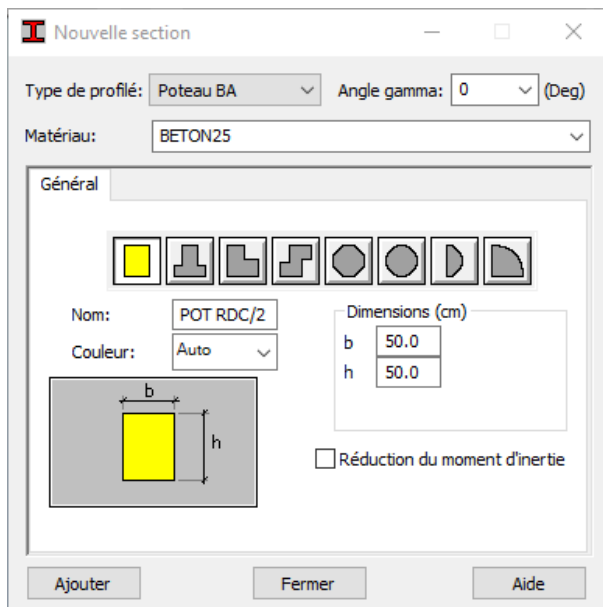 Nouvelle section
Type de profilé: Poteau BA Angle gamma: 0 (Deg)
Matériau: BETON25
Général
Nom: POT RDC/2
Couleur: Auto
Dimensions (cm)
b 50.0
h 50.0
b
h
Réduction du moment d'inertie
Ajouter Fermer Aide